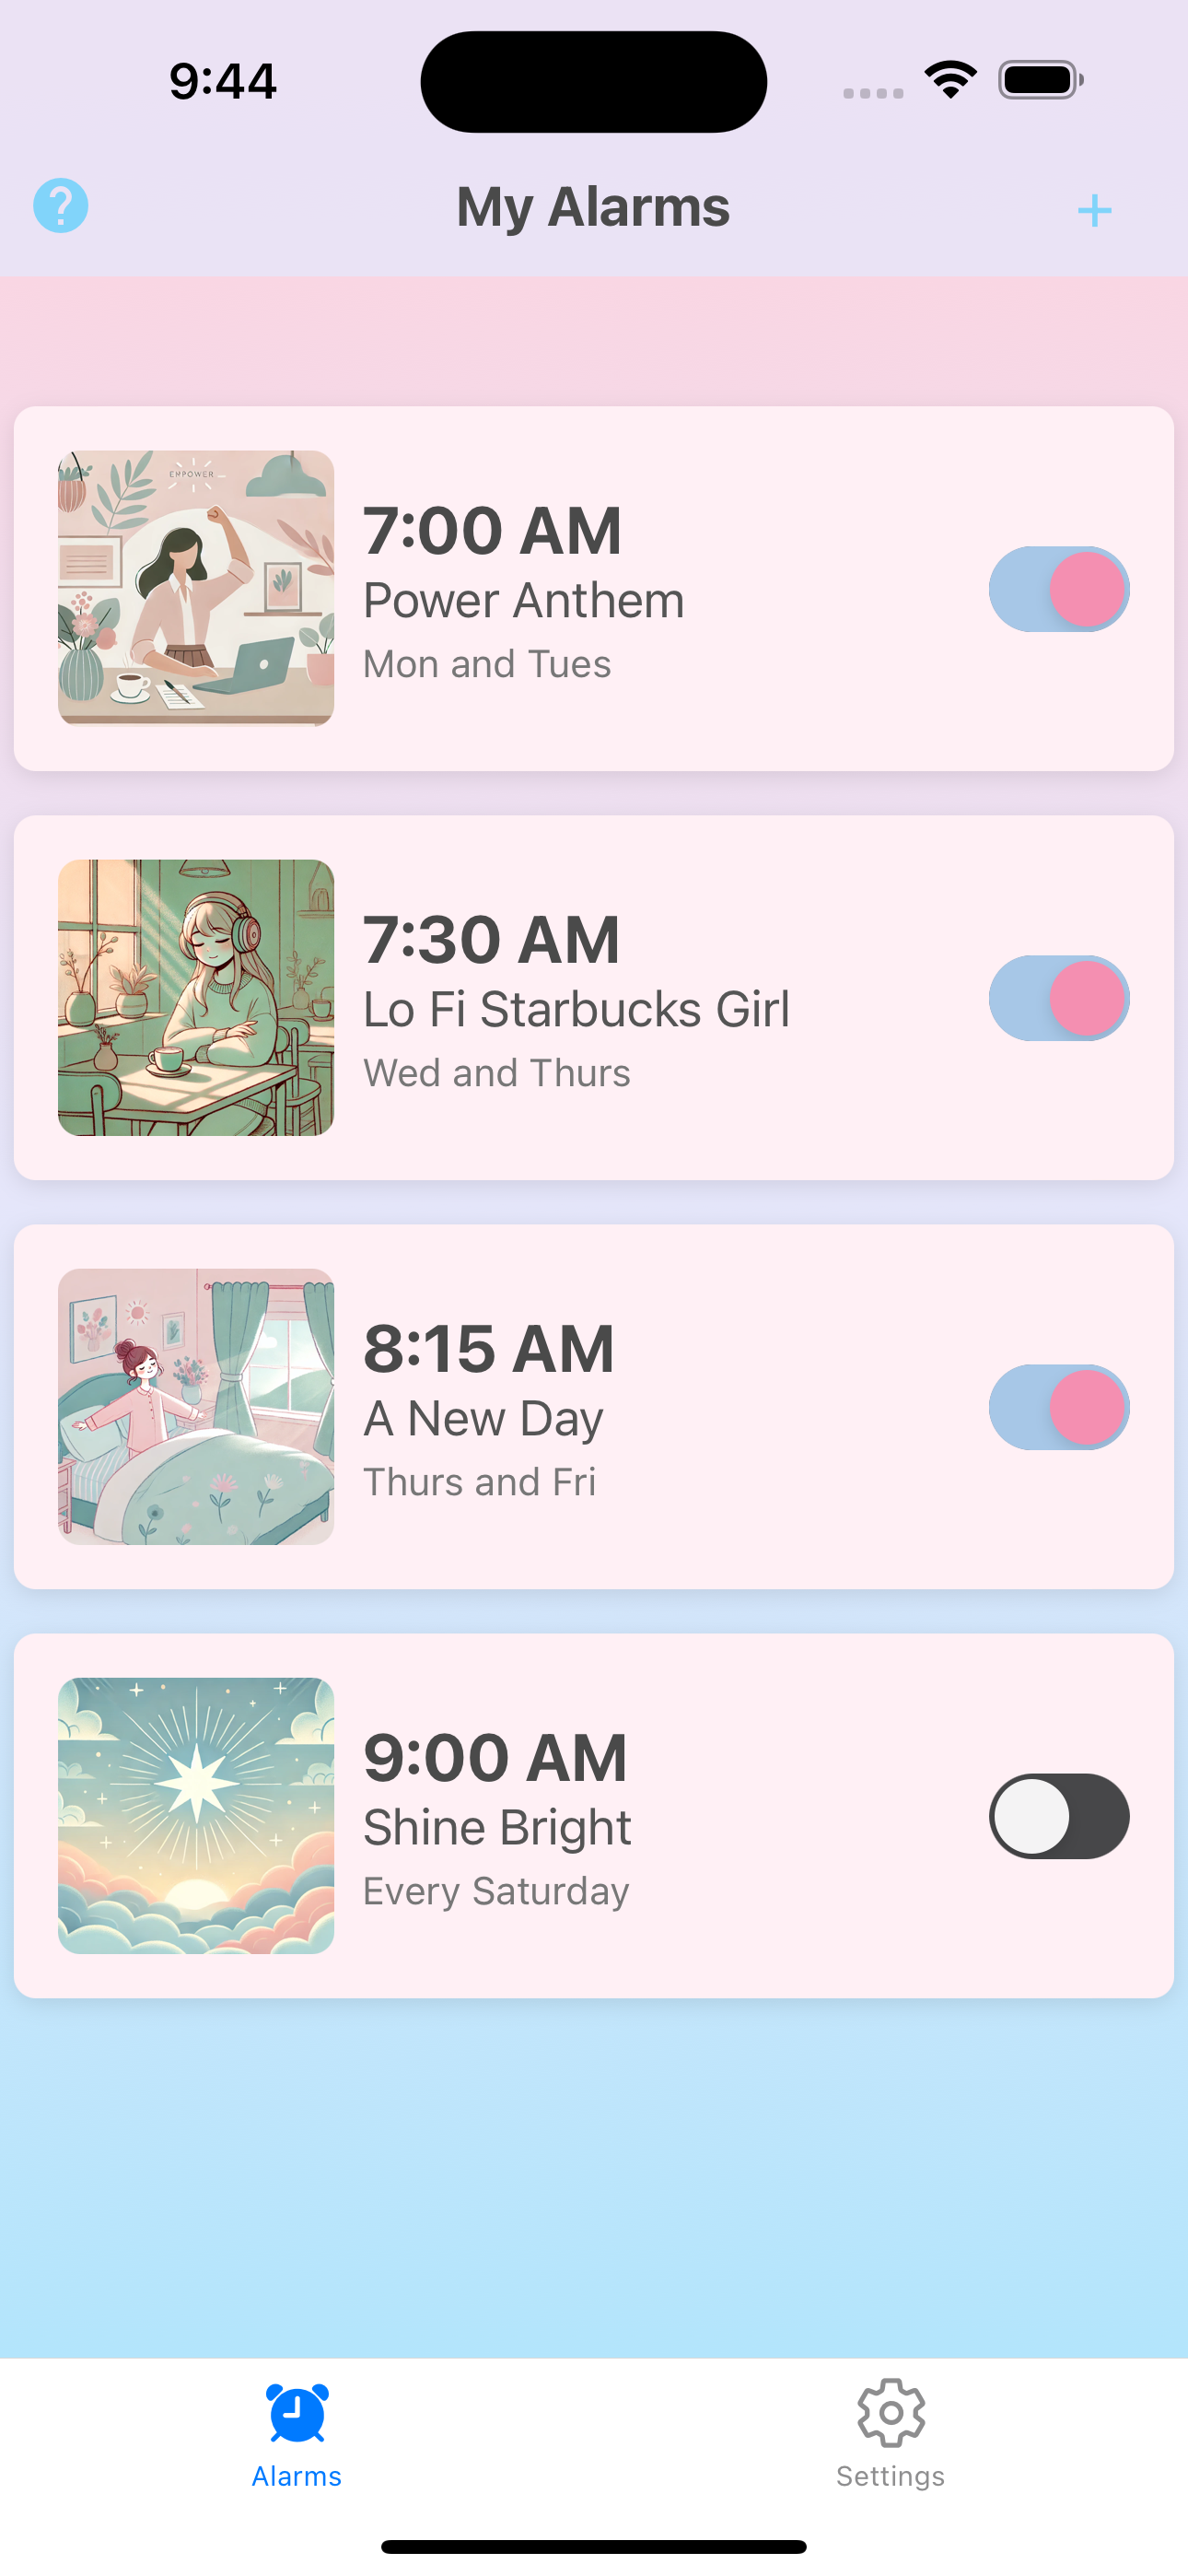 9:44
?
My Alarms
+
EMPOWER
7:00 AM
Power Anthem
Mon and Tues
7:30 AM
Lo Fi Starbucks Girl
Wed and Thurs
8:15 AM
A New Day
Thurs and Fri
9:00 AM
Shine Bright
Every Saturday
Alarms
Settings